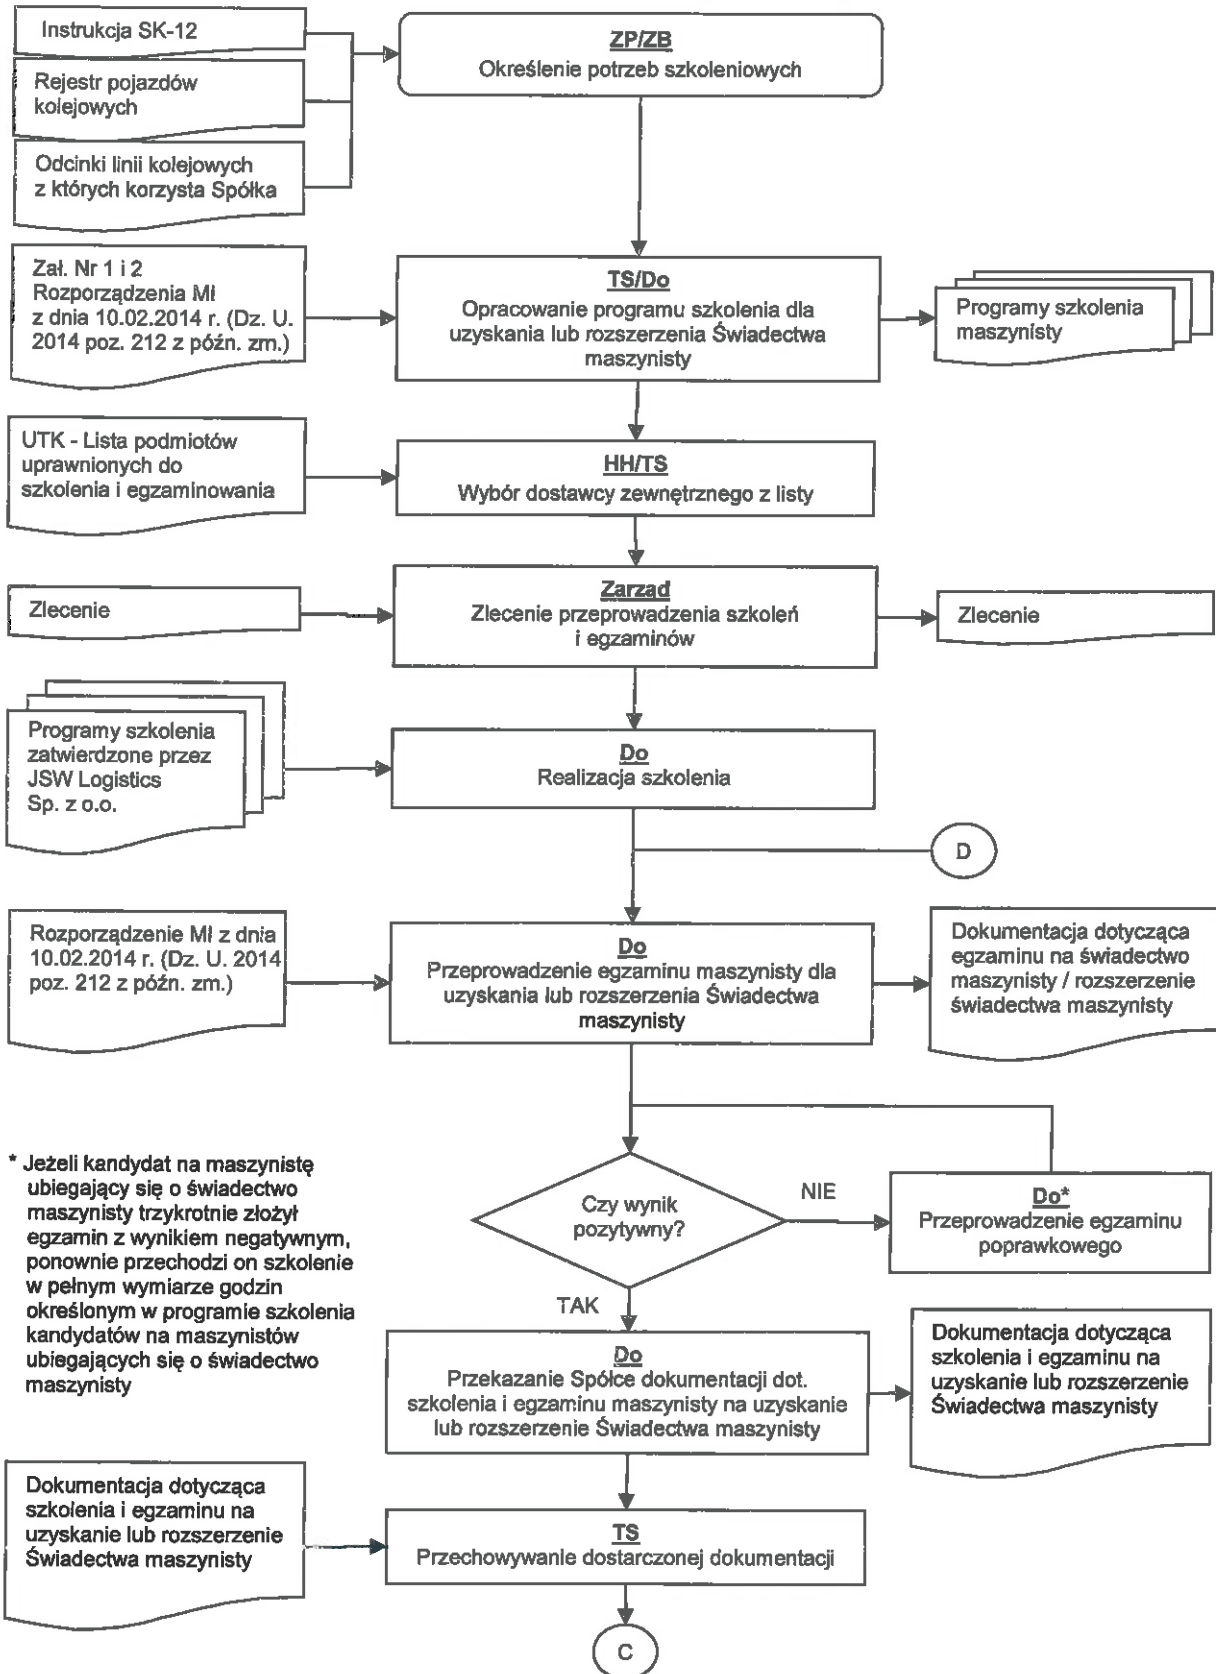 Instrukcja SK-12
Rejestr pojazdów
kolejowych
Odcinki linii kolejowych
z których korzysta Spółka
ZP/ZB
Określenie potrzeb szkoleniowych
Zał. Nr 1 i 2
Rozporządzenia MI
z dnia 10.02.2014 r. (Dz. U.
2014 poz. 212 z późn. zm.)
TS/Do
Opracowanie programu szkolenia dla
uzyskania lub rozszerzenia Świadectwa
maszynisty
Programy szkolenia
maszynisty
UTK - Lista podmiotów
uprawnionych do
szkolenia i egzaminowania
HH/TS
Wybór dostawcy zewnętrznego z listy
Zlecenie
Zarząd
Zlecenie przeprowadzenia szkoleń
i egzaminów
Zlecenie
Programy szkolenia
zatwierdzone przez
JSW Logistics
Sp. z o.o.
Do
Realizacja szkolenia
D
Rozporządzenie MI z dnia
10.02.2014 r. (Dz. U. 2014
poz. 212 z późn. zm.)
Do
Przeprowadzenie egzaminu maszynisty dla
uzyskania lub rozszerzenia Świadectwa
maszynisty
Dokumentacja dotycząca
egzaminu na świadectwo
maszynisty / rozszerzenie
świadectwa maszynisty
* Jeżeli kandydat na maszynistę
ubiegający się o świadectwo
maszynisty trzykrotnie złożył
egzamin z wynikiem negatywnym,
ponownie przechodzi on szkolenie
w pełnym wymiarze godzin
określonym w programie szkolenia
kandydatów na maszynistów
ubiegających się o świadectwo
maszynisty
Czy wynik
pozytywny?
NIE
Do*
Przeprowadzenie egzaminu
poprawkowego
TAK
Do
Przekazanie Spółce dokumentacji dot.
szkolenia i egzaminu maszynisty na uzyskanie
lub rozszerzenie Świadectwa maszynisty
Dokumentacja dotycząca
szkolenia i egzaminu na
uzyskanie lub rozszerzenie
Świadectwa maszynisty
Dokumentacja dotycząca
szkolenia i egzaminu na
uzyskanie lub rozszerzenie
Świadectwa maszynisty
TS
Przechowywanie dostarczonej dokumentacji
C